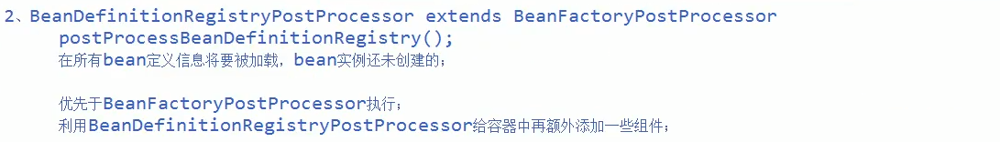 2、BeanDefinitionRegistryPostProcessor extends BeanFactoryPostProcessor
postProcessBeanDefinitionRegistry();
在所有bean定义信息将要被加载，bean实例还未创建的；
优先于BeanFactoryPostProcessor执行；
利用BeanDefinitionRegistryPostProcessor给容器中再额外添加一些组件；